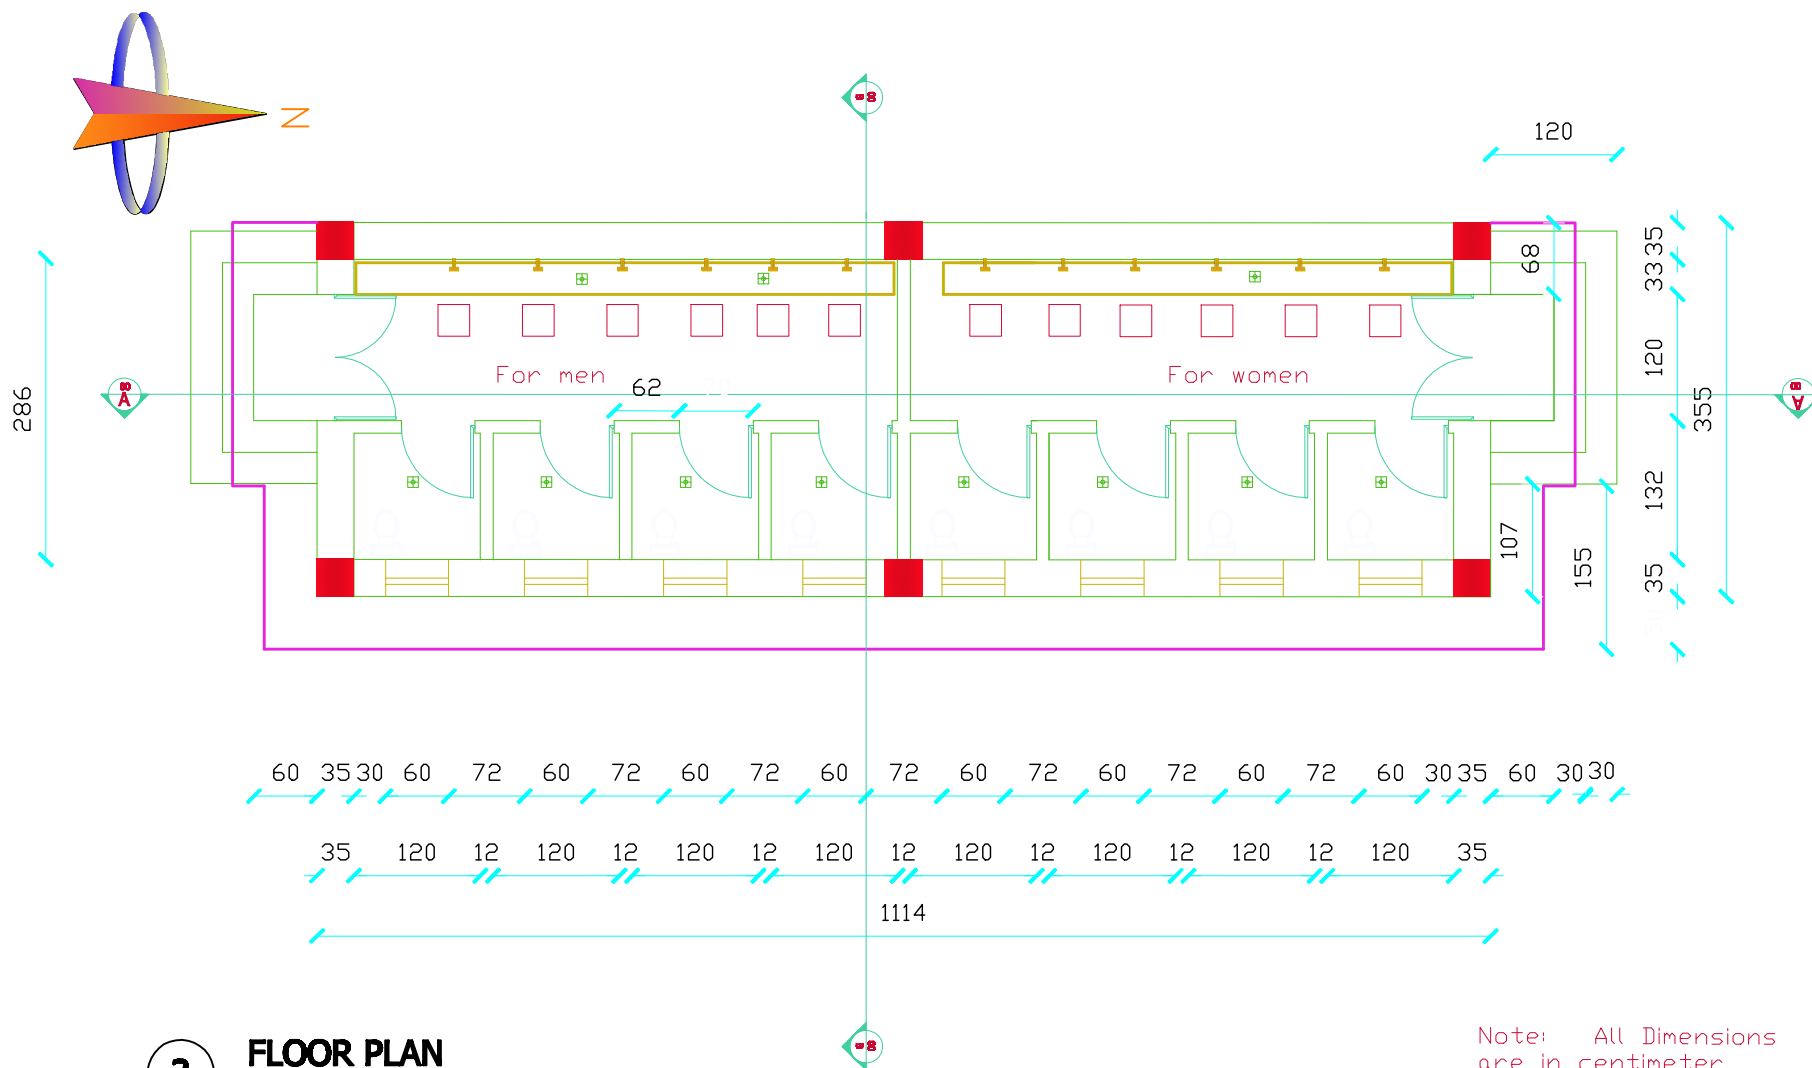 N
120
35
33
68
120
355
286
For men
For women
62
132
107
155
35
60 35 30 60 72 60 72 60 72 60 72 60 72 60 72 60 72 60 30 35 60 30 30
35 120 12 120 12 120 12 120 12 120 12 120 12 120 12 120 35
1114
A
A
FLOOR PLAN
Note: All Dimensions
are in centimeter